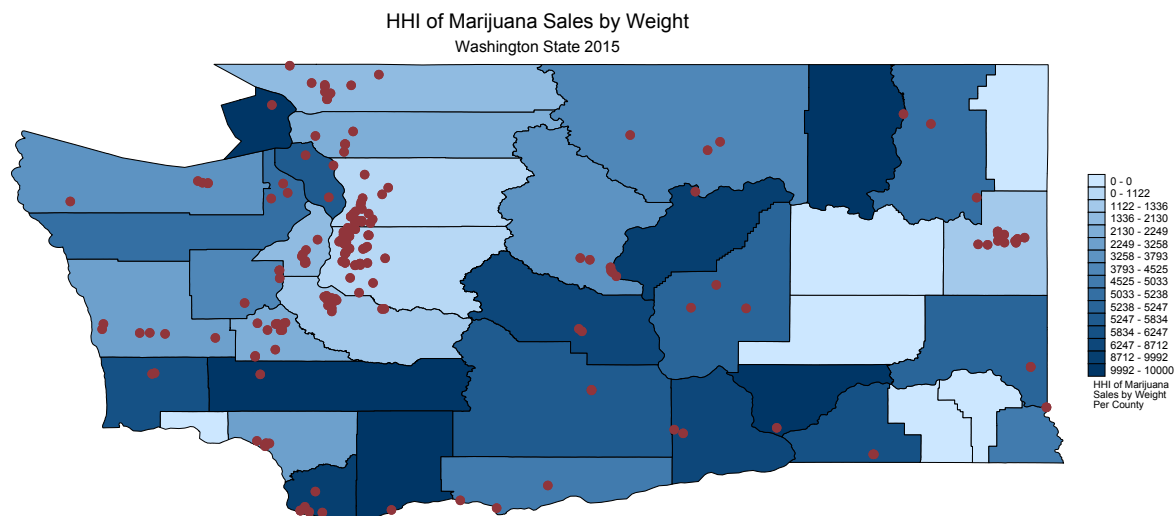 HHI of Marijuana Sales by Weight
Washington State 2015
0 - 0
0 - 1122
1122 - 1336
1336 - 2130
2130 - 2249
2249 - 3258
3258 - 3793
3793 - 4525
4525 - 5033
5033 - 5238
5238 - 5247
5247 - 5834
5834 - 6247
6247 - 8712
8712 - 9992
9992 - 10000
HHI of Marijuana
Sales by Weight
Per County